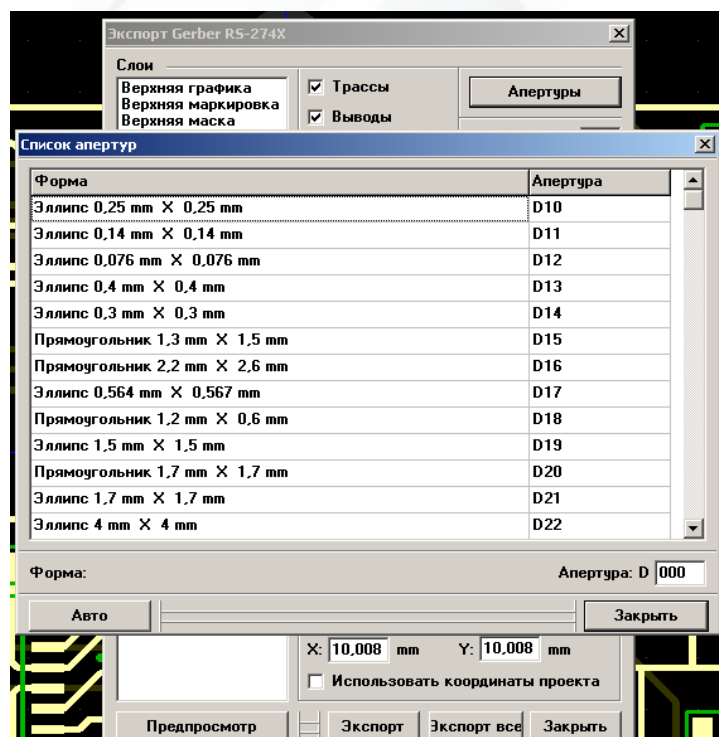 Экспорт Gerber RS-274X
Слои
Верхняя графика
Верхняя маркировка
Верхняя маска
Трассы
Выводы
Апертуры
Список апертур
Форма Апертура
Эллипс 0,25 mm X 0,25 mm D10
Эллипс 0,14 mm X 0,14 mm D11
Эллипс 0,076 mm X 0,076 mm D12
Эллипс 0,4 mm X 0,4 mm D13
Эллипс 0,3 mm X 0,3 mm D14
Прямоугольник 1,3 mm X 1,5 mm D15
Прямоугольник 2,2 mm X 2,6 mm D16
Эллипс 0,564 mm X 0,567 mm D17
Прямоугольник 1,2 mm X 0,6 mm D18
Эллипс 1,5 mm X 1,5 mm D19
Прямоугольник 1,7 mm X 1,7 mm D20
Эллипс 1,7 mm X 1,7 mm D21
Эллипс 4 mm X 4 mm D22
Форма: Апертура: D 000
Авто Закрыть
X: 10,008 mm Y: 10,008 mm
Использовать координаты проекта
Предпросмотр Экспорт Экспорт все Закрыть